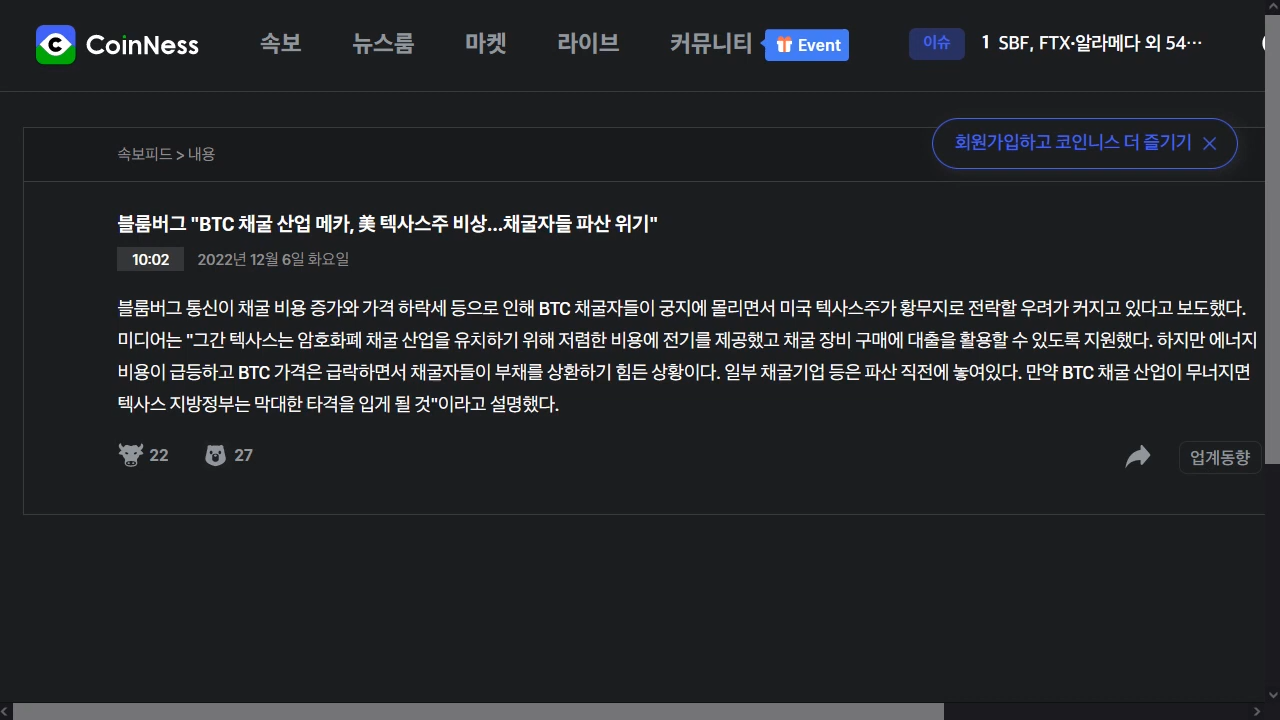 CoinNess
속보 뉴스룸 마켓 라이브 커뮤니티 Event
이슈 1 SBF, FTX·알라메다 외 54…
회원가입하고 코인니스 더 즐기기
속보피드 > 내용
블룸버그 "BTC 채굴 산업 메카, 美 텍사스주 비상...채굴자들 파산 위기"
10:02 2022년 12월 6일 화요일
블룸버그 통신이 채굴 비용 증가와 가격 하락세 등으로 인해 BTC 채굴자들이 궁지에 몰리면서 미국 텍사스주가 황무지로 전락할 우려가 커지고 있다고 보도했다.
미디어는 "그간 텍사스는 암호화폐 채굴 산업을 유치하기 위해 저렴한 비용에 전기를 제공했고 채굴 장비 구매에 대출을 활용할 수 있도록 지원했다. 하지만 에너지
비용이 급등하고 BTC 가격은 급락하면서 채굴자들이 부채를 상환하기 힘든 상황이다. 일부 채굴기업 등은 파산 직전에 놓여있다. 만약 BTC 채굴 산업이 무너지면
텍사스 지방정부는 막대한 타격을 입게 될 것"이라고 설명했다.
22 27
업계동향